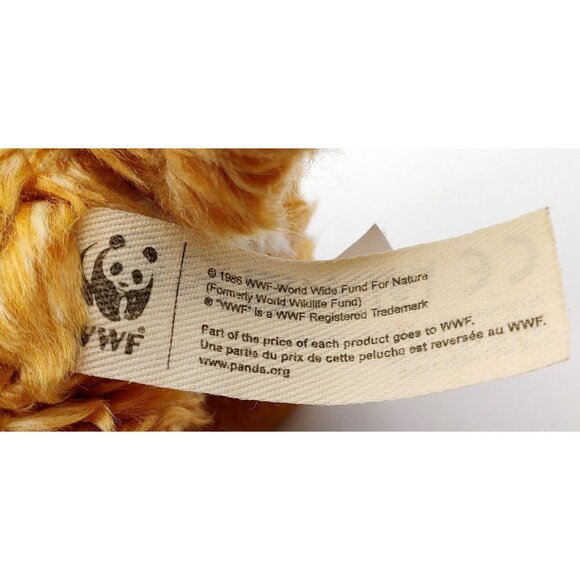 WWF®
© 1986 WWF-World Wide Fund For Nature
(Formerly World Wildlife Fund)
® "WWF" is a WWF Registered Trademark
Part of the price of each product goes to WWF.
Une partie du prix de cette peluche est reversée au WWF.
www.panda.org